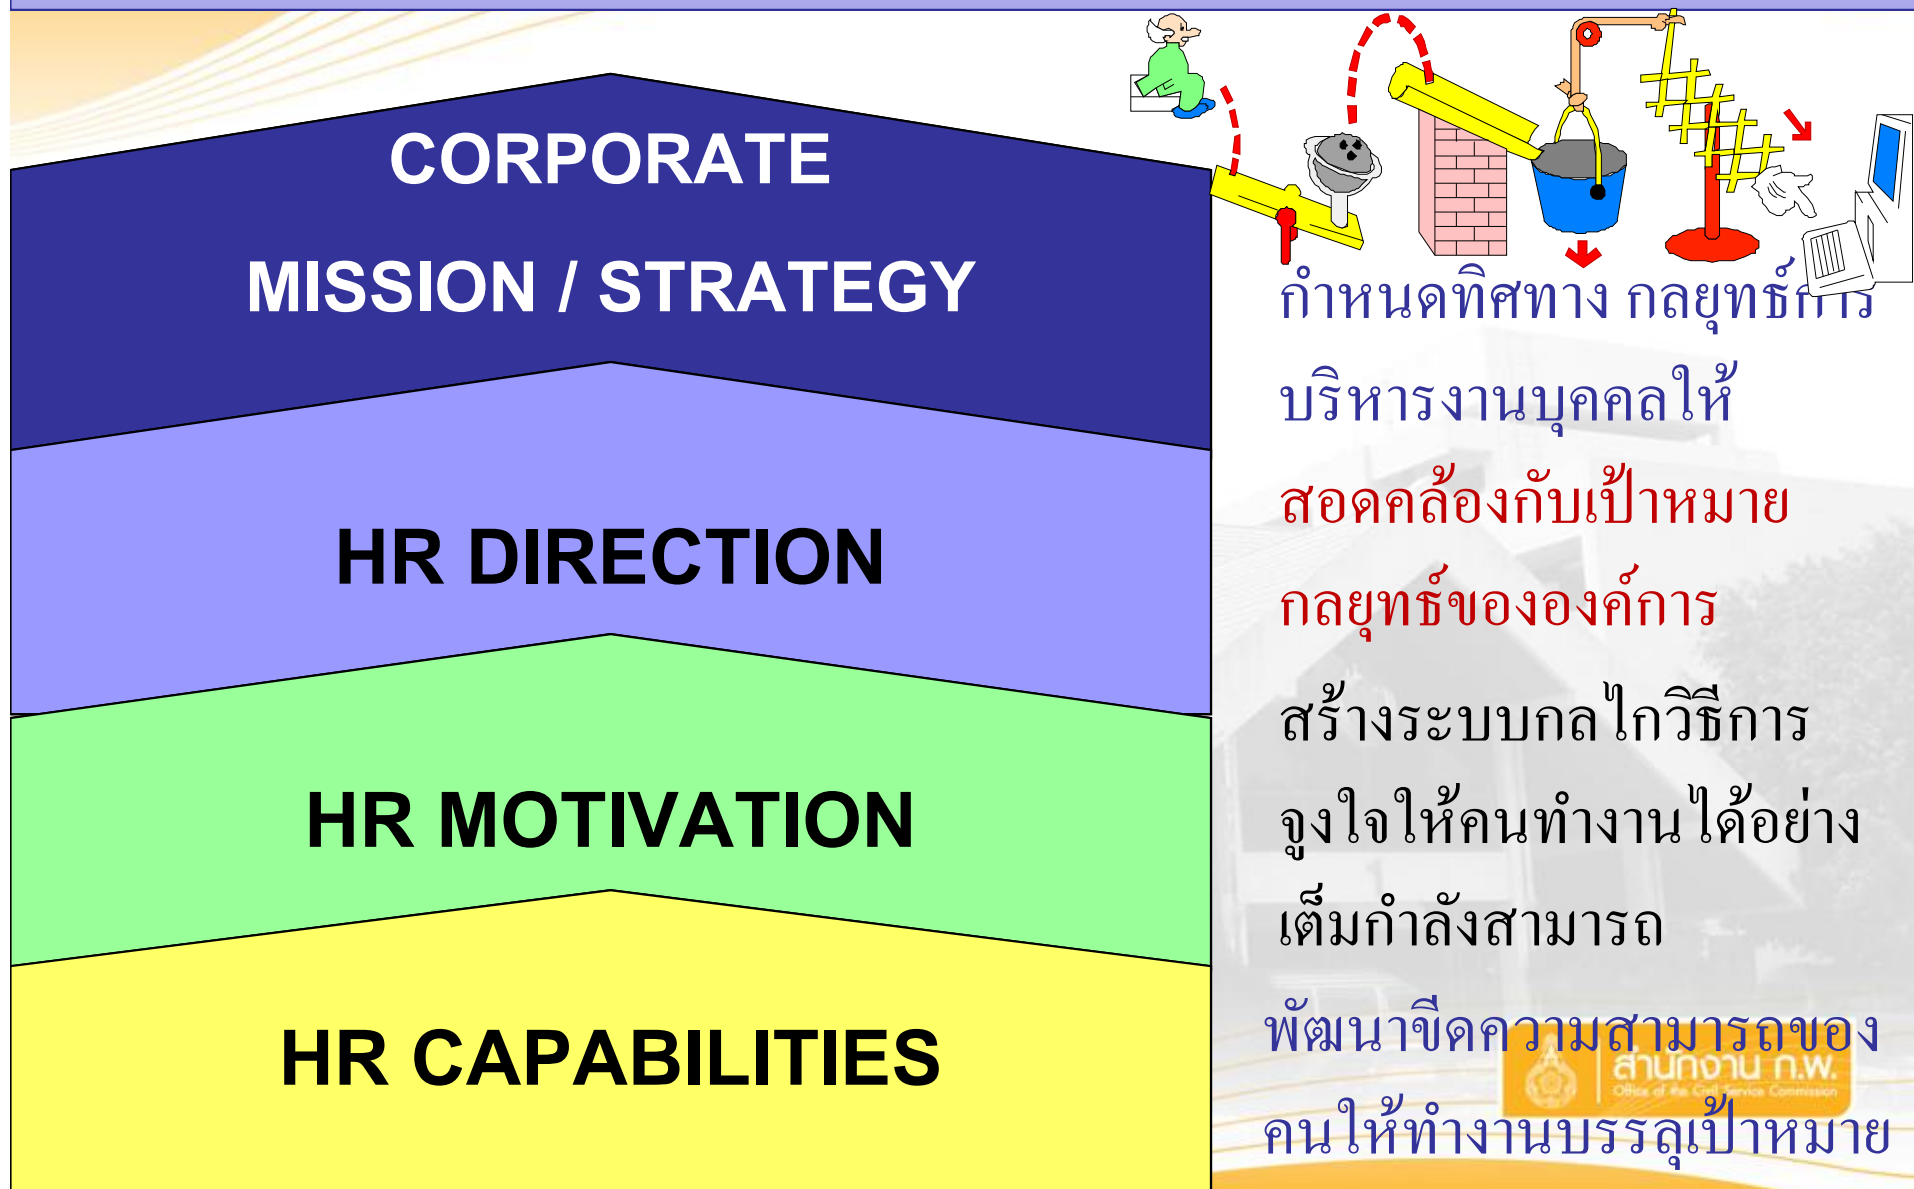 CORPORATE
MISSION / STRATEGY
HR DIRECTION
HR MOTIVATION
HR CAPABILITIES
กำหนดทิศทาง กลยุทธ์การ
บริหารงานบุคคลให้
สอดคล้องกับเป้าหมาย
กลยุทธ์ขององค์การ
สร้างระบบกลไกวิธีการ
จูงใจให้คนทำงานได้อย่าง
เต็มกำลังสามารถ
พัฒนาขีดความสามารถของ
คนให้ทำงานบรรลุเป้าหมาย
สำนักงาน ก.พ.
Office of the Civil Service Commission